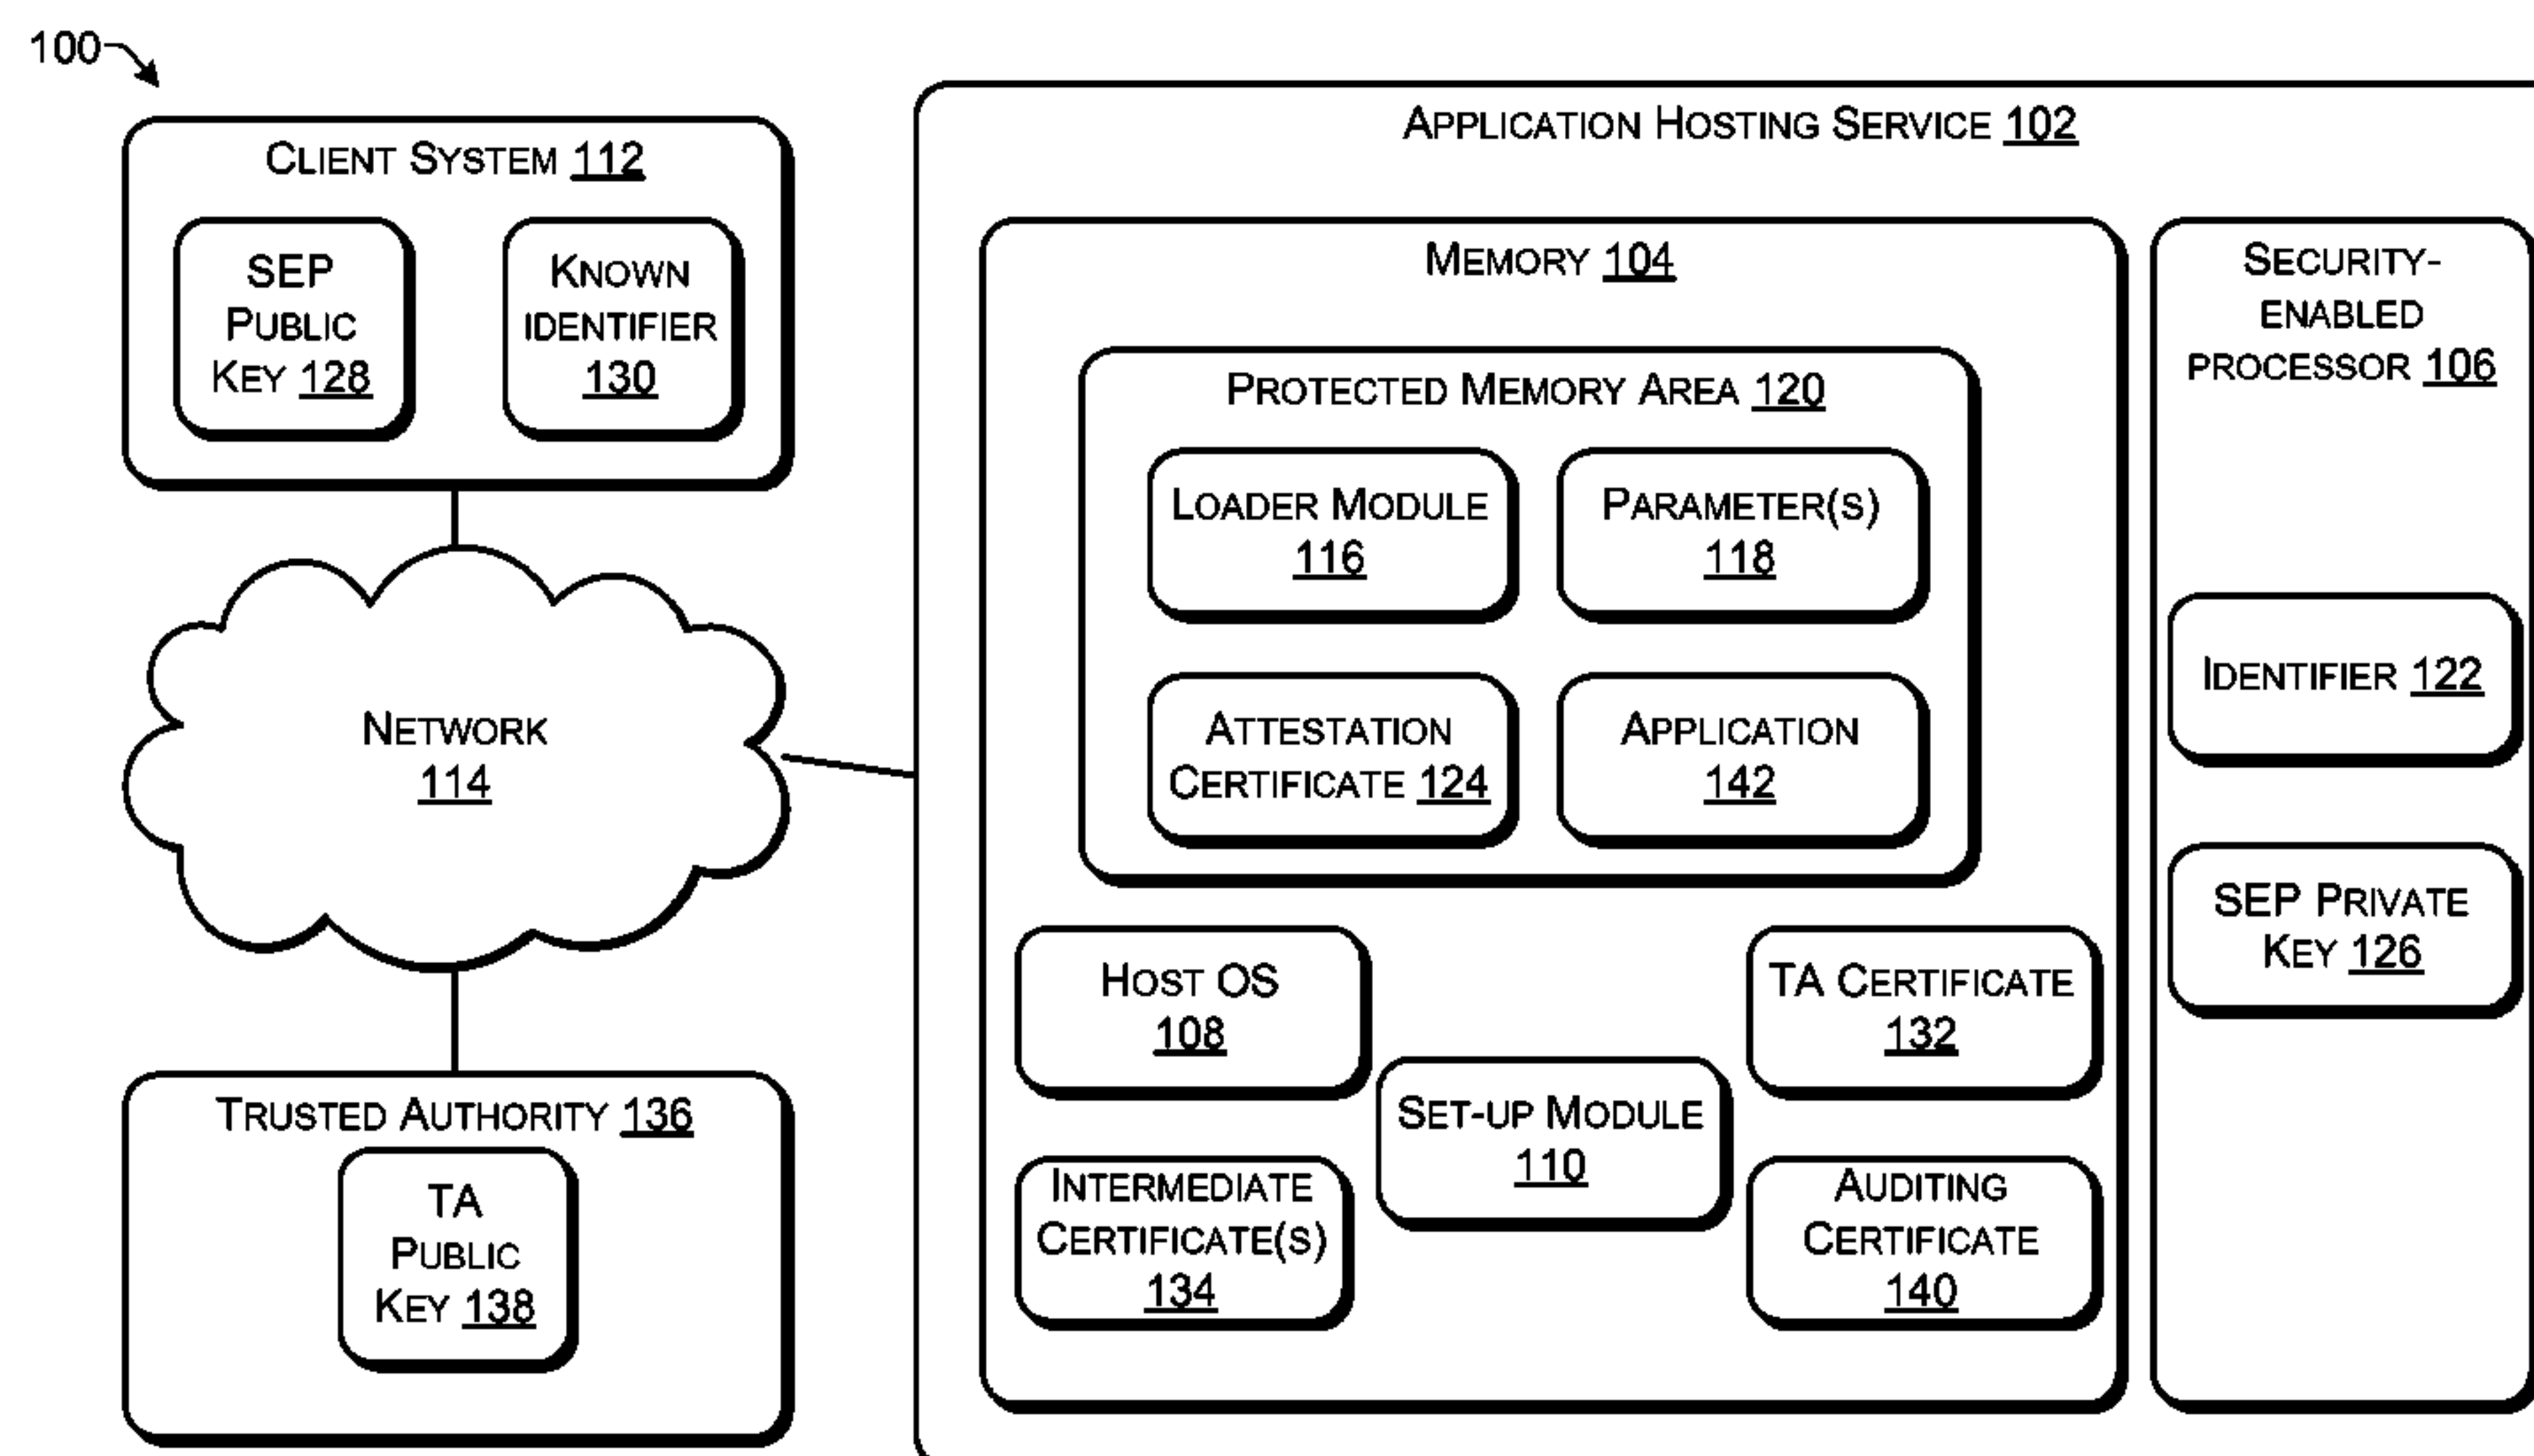 100
CLIENT SYSTEM 112
SEP
PUBLIC
KEY 128
KNOWN
IDENTIFIER
130
NETWORK
114
TRUSTED AUTHORITY 136
TA
PUBLIC
KEY 138
APPLICATION HOSTING SERVICE 102
MEMORY 104
PROTECTED MEMORY AREA 120
LOADER MODULE
116
PARAMETER(S)
118
ATTESTATION
CERTIFICATE 124
APPLICATION
142
HOST OS
108
TA CERTIFICATE
132
SET-UP MODULE
110
INTERMEDIATE
CERTIFICATE(S)
134
AUDITING
CERTIFICATE
140
SECURITY-
ENABLED
PROCESSOR 106
IDENTIFIER 122
SEP PRIVATE
KEY 126